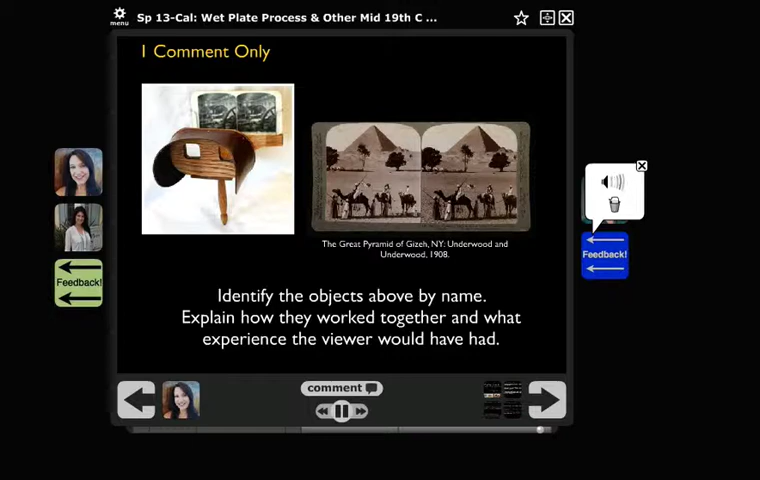 menu
Sp 13-Cal: Wet Plate Process & Other Mid 19th C ...
1 Comment Only
The Great Pyramid of Gizeh, NY: Underwood and
Underwood, 1908.
Feedback!
Feedback!
Identify the objects above by name.
Explain how they worked together and what
experience the viewer would have had.
comment